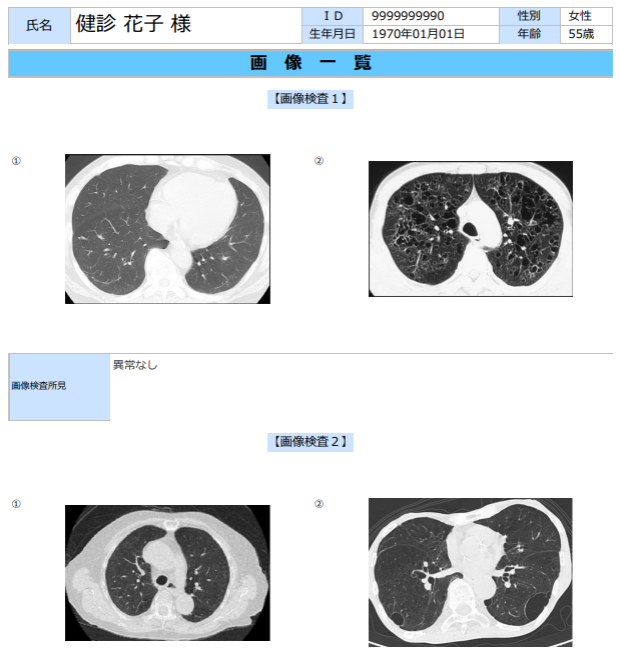 氏名 健診 花子 様 ＩＤ 9999999990 性別 女性
生年月日 1970年01月01日 年齢 55歳
画 像 一 覧
【画像検査１】
① ②
画像検査所見 異常なし
【画像検査２】
① ②